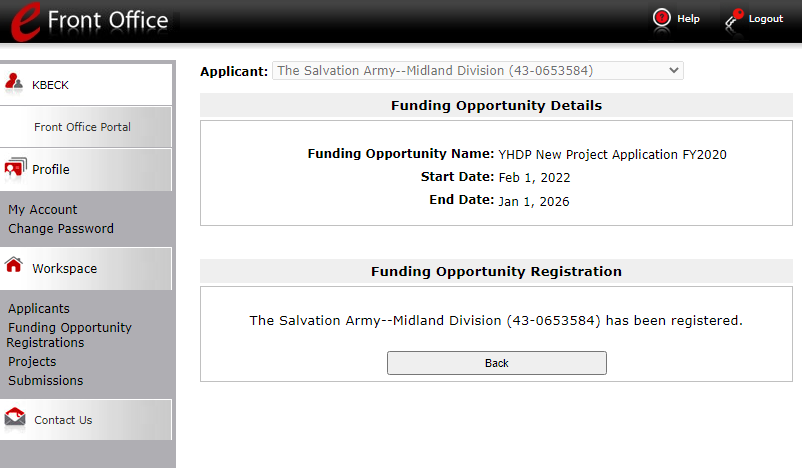 e Front Office
Help
Logout
KBECK
Front Office Portal
Profile
My Account
Change Password
Workspace
Applicants
Funding Opportunity
Registrations
Projects
Submissions
Contact Us
Applicant: The Salvation Army--Midland Division (43-0653584)
Funding Opportunity Details
Funding Opportunity Name: YHDP New Project Application FY2020
Start Date: Feb 1, 2022
End Date: Jan 1, 2026
Funding Opportunity Registration
The Salvation Army--Midland Division (43-0653584) has been registered.
Back